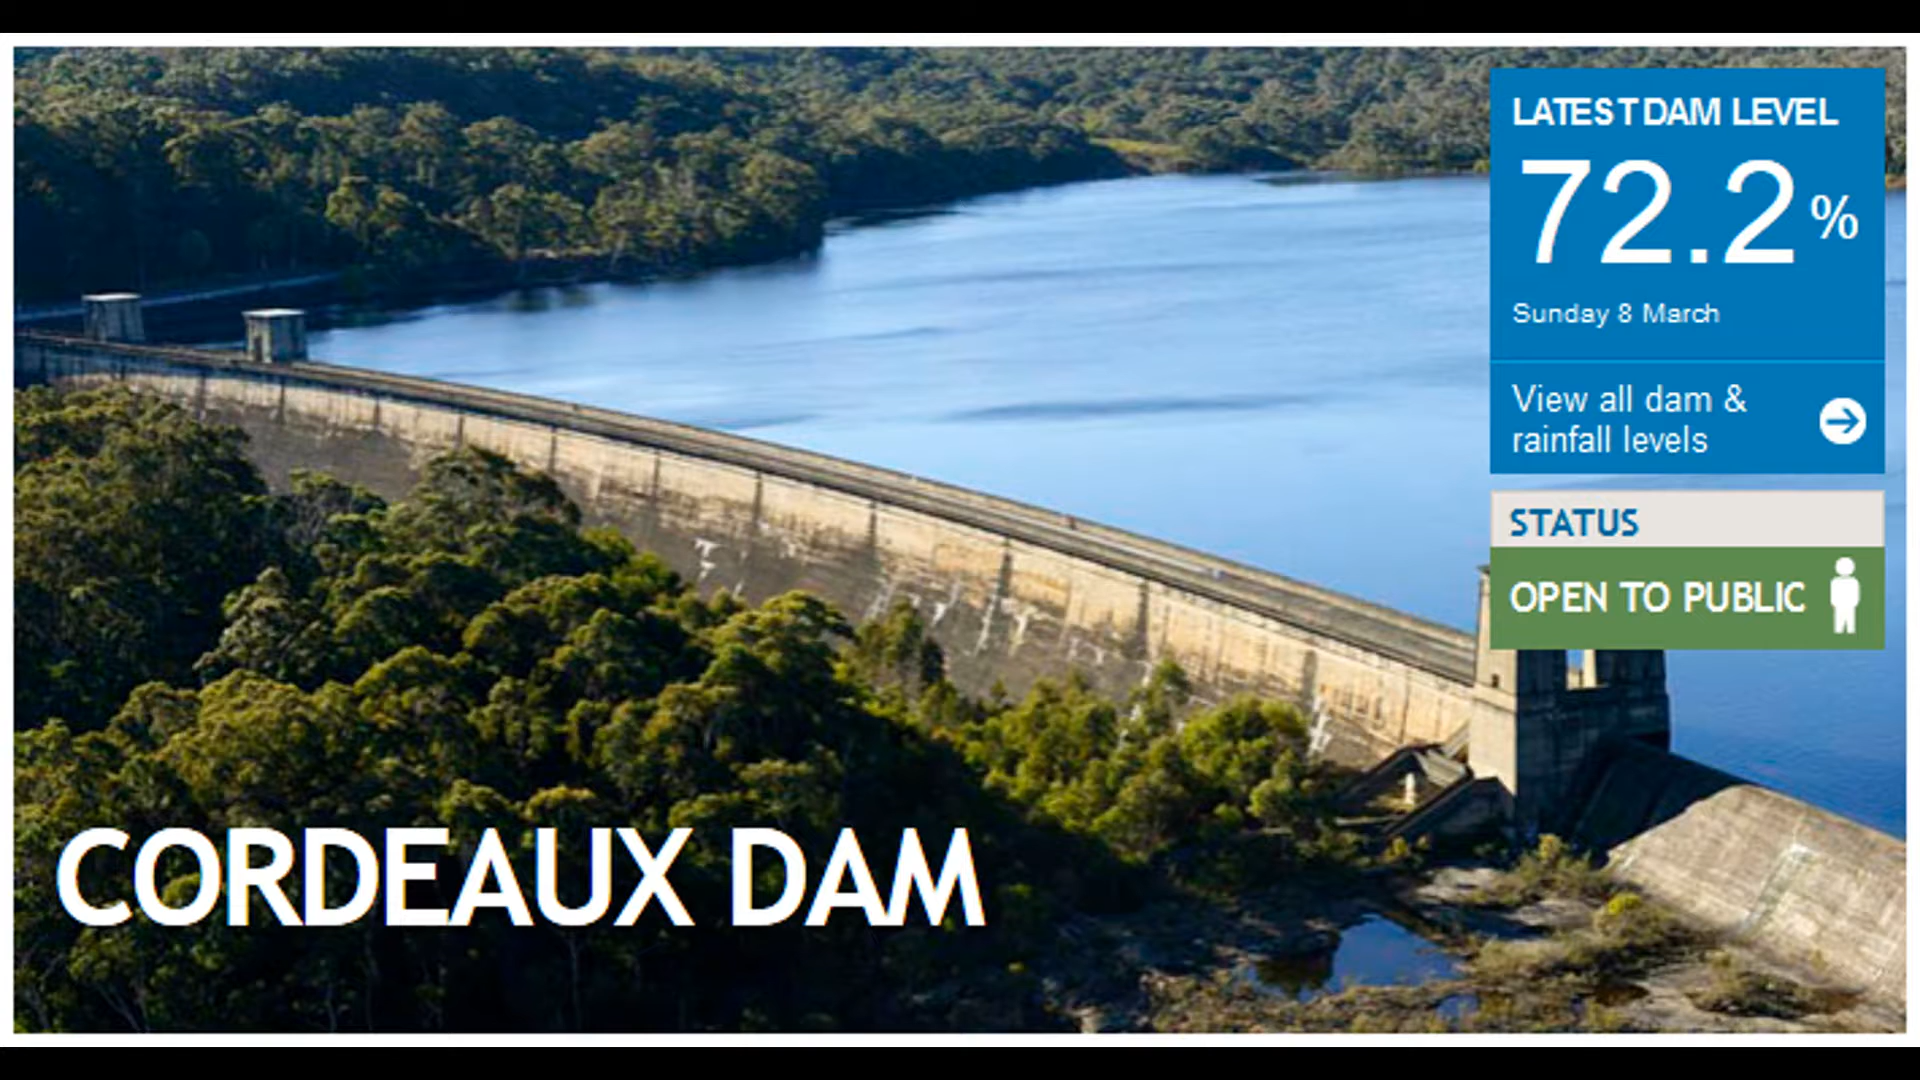 LATEST DAM LEVEL
72.2%
Sunday 8 March
View all dam &
rainfall levels
STATUS
OPEN TO PUBLIC
CORDEAUX DAM